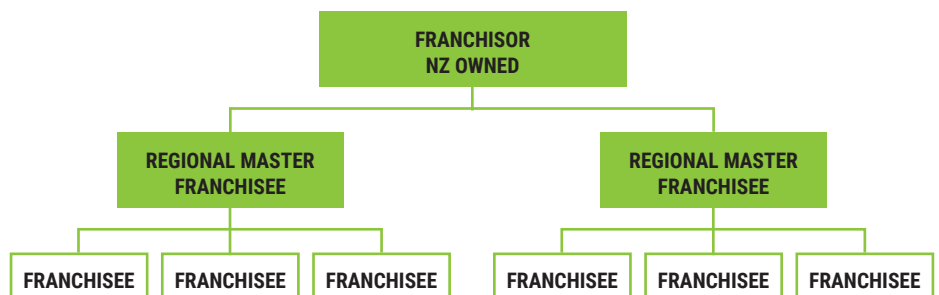 FRANCHISOR
NZ OWNED
REGIONAL MASTER
FRANCHISEE
REGIONAL MASTER
FRANCHISEE
FRANCHISEE
FRANCHISEE
FRANCHISEE
FRANCHISEE
FRANCHISEE
FRANCHISEE